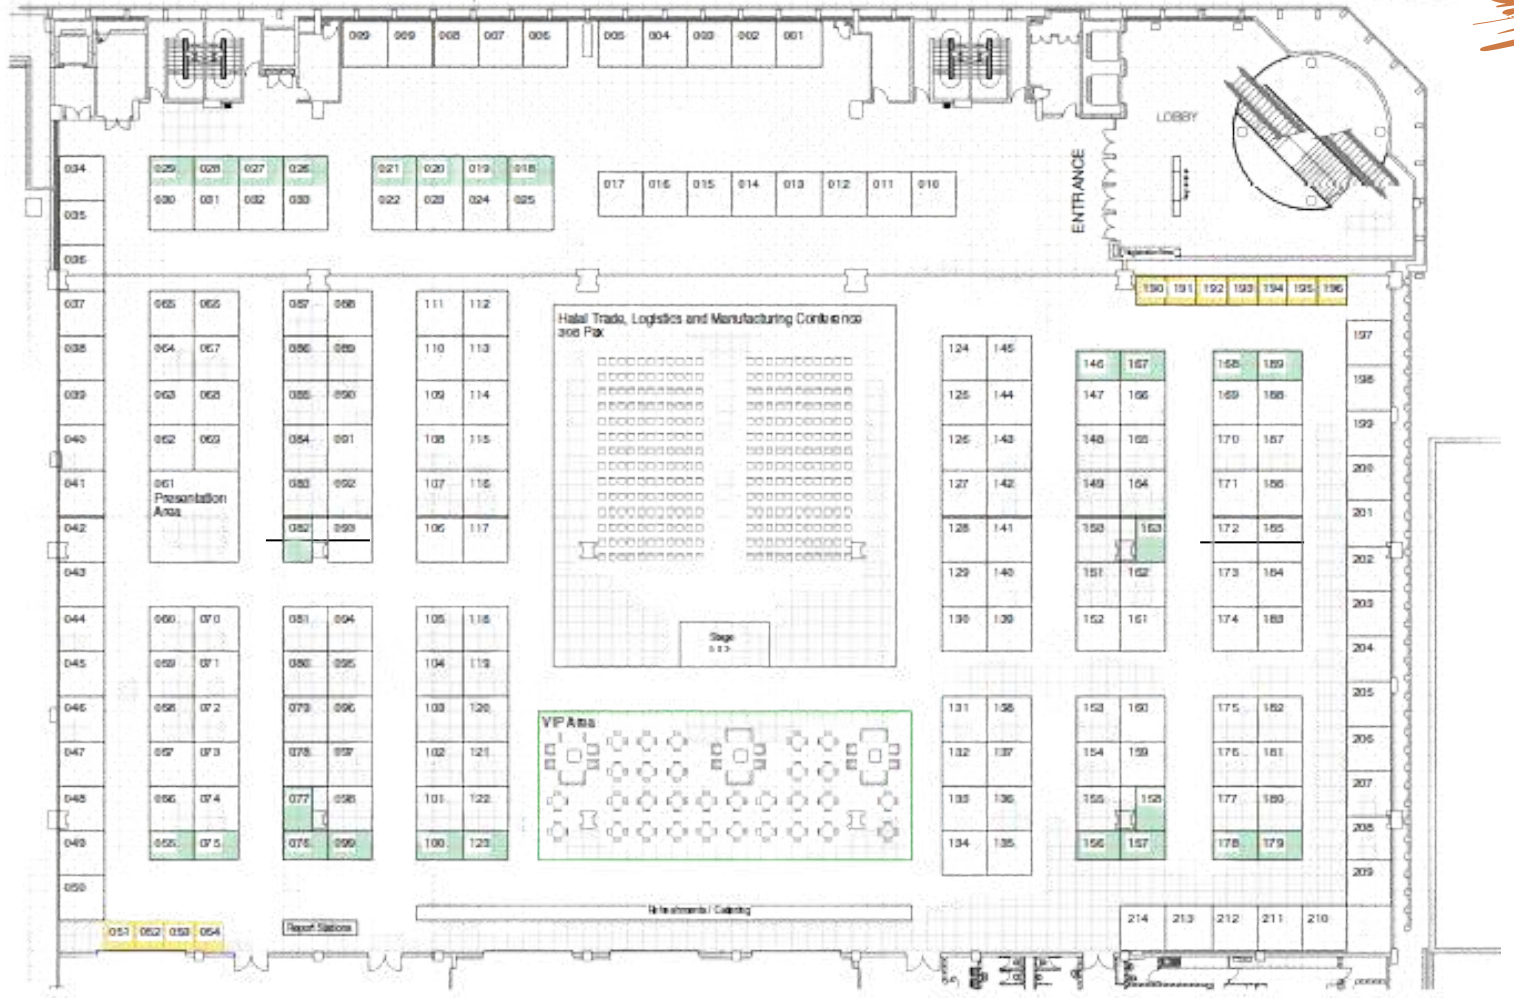 009 009 008 007 006 005 004 003 002 001
LOBBY
ENTRANCE
034 029 028 027 026 021 020 019 018
017 016 015 014 013 012 011 010
030 031 032 033 022 023 024 025
035
036
190 191 192 193 194 195 196
037 065 066 087 088 111 112
Halal Trade, Logistics and Manufacturing Conference
Pax
197
038 064 067 086 089 110 113 124 145
146 167 168 189
198
039 063 068 085 090 109 114 125 144 147 166 169 188
199
040 062 069 084 091 108 115 126 143 148 165 170 187
200
041 061 083 092 107 116 127 142 149 164 171 186
Presentation
Area
201
042 082 093 106 117 128 141 150 163 172 185
202
043 129 140 151 162 173 184
203
044 060 070 081 094 105 118 130 139 152 161 174 183
Stage
204
045 059 071 080 095 104 119
205
046 058 072 079 096 103 120 131 138 153 160 175 182
VIP Area
206
047 057 073 078 097 102 121 132 137 154 159 176 181
207
048 056 074 077 098 101 122 133 136 155 158 177 180
208
049 055 075 076 099 100 123 134 135 156 157 178 179
209
050
Refreshments / Catering
214 213 212 211 210
051 052 053 054
Report Stations